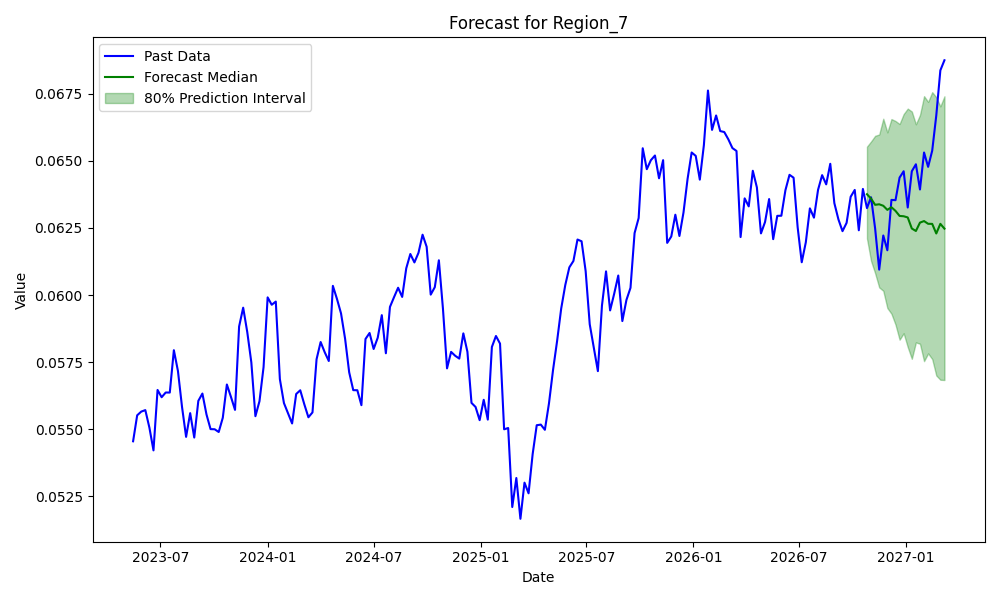 Forecast for Region_7
Past Data
Forecast Median
80% Prediction Interval
Value
0.0675
0.0650
0.0625
0.0600
0.0575
0.0550
0.0525
2023-07
2024-01
2024-07
2025-01
2025-07
2026-01
2026-07
2027-01
Date